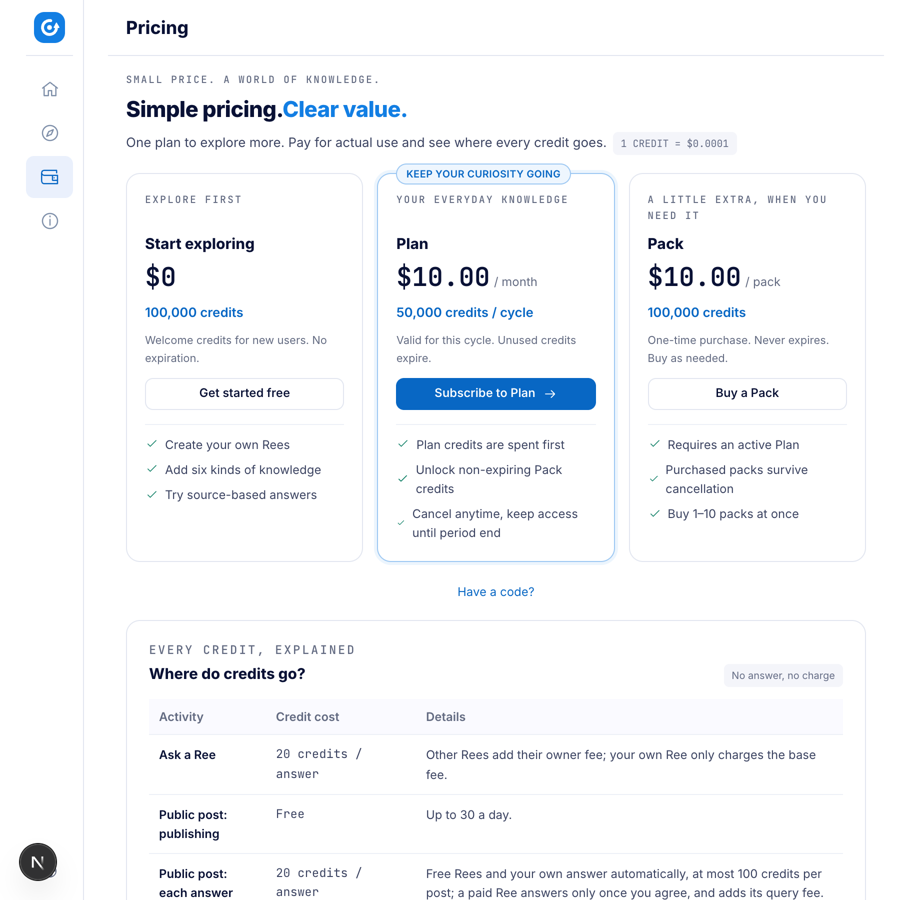 Pricing
SMALL PRICE. A WORLD OF KNOWLEDGE.
Simple pricing.Clear value.
One plan to explore more. Pay for actual use and see where every credit goes. 1 CREDIT = $0.0001
EXPLORE FIRST
Start exploring
$0
100,000 credits
Welcome credits for new users. No
expiration.
Get started free
Create your own Rees
Add six kinds of knowledge
Try source-based answers
KEEP YOUR CURIOSITY GOING
YOUR EVERYDAY KNOWLEDGE
Plan
$10.00 / month
50,000 credits / cycle
Valid for this cycle. Unused credits
expire.
Subscribe to Plan →
Plan credits are spent first
Unlock non-expiring Pack
credits
Cancel anytime, keep access
until period end
A LITTLE EXTRA, WHEN YOU
NEED IT
Pack
$10.00 / pack
100,000 credits
One-time purchase. Never expires.
Buy as needed.
Buy a Pack
Requires an active Plan
Purchased packs survive
cancellation
Buy 1–10 packs at once
Have a code?
EVERY CREDIT, EXPLAINED
Where do credits go?
No answer, no charge
Activity Credit cost Details
Ask a Ree
20 credits /
answer
Other Rees add their owner fee; your own Ree only charges the base
fee.
Public post:
publishing
Free
Up to 30 a day.
Public post:
each answer
20 credits /
answer
Free Rees and your own answer automatically, at most 100 credits per
post; a paid Ree answers only once you agree, and adds its query fee.
N